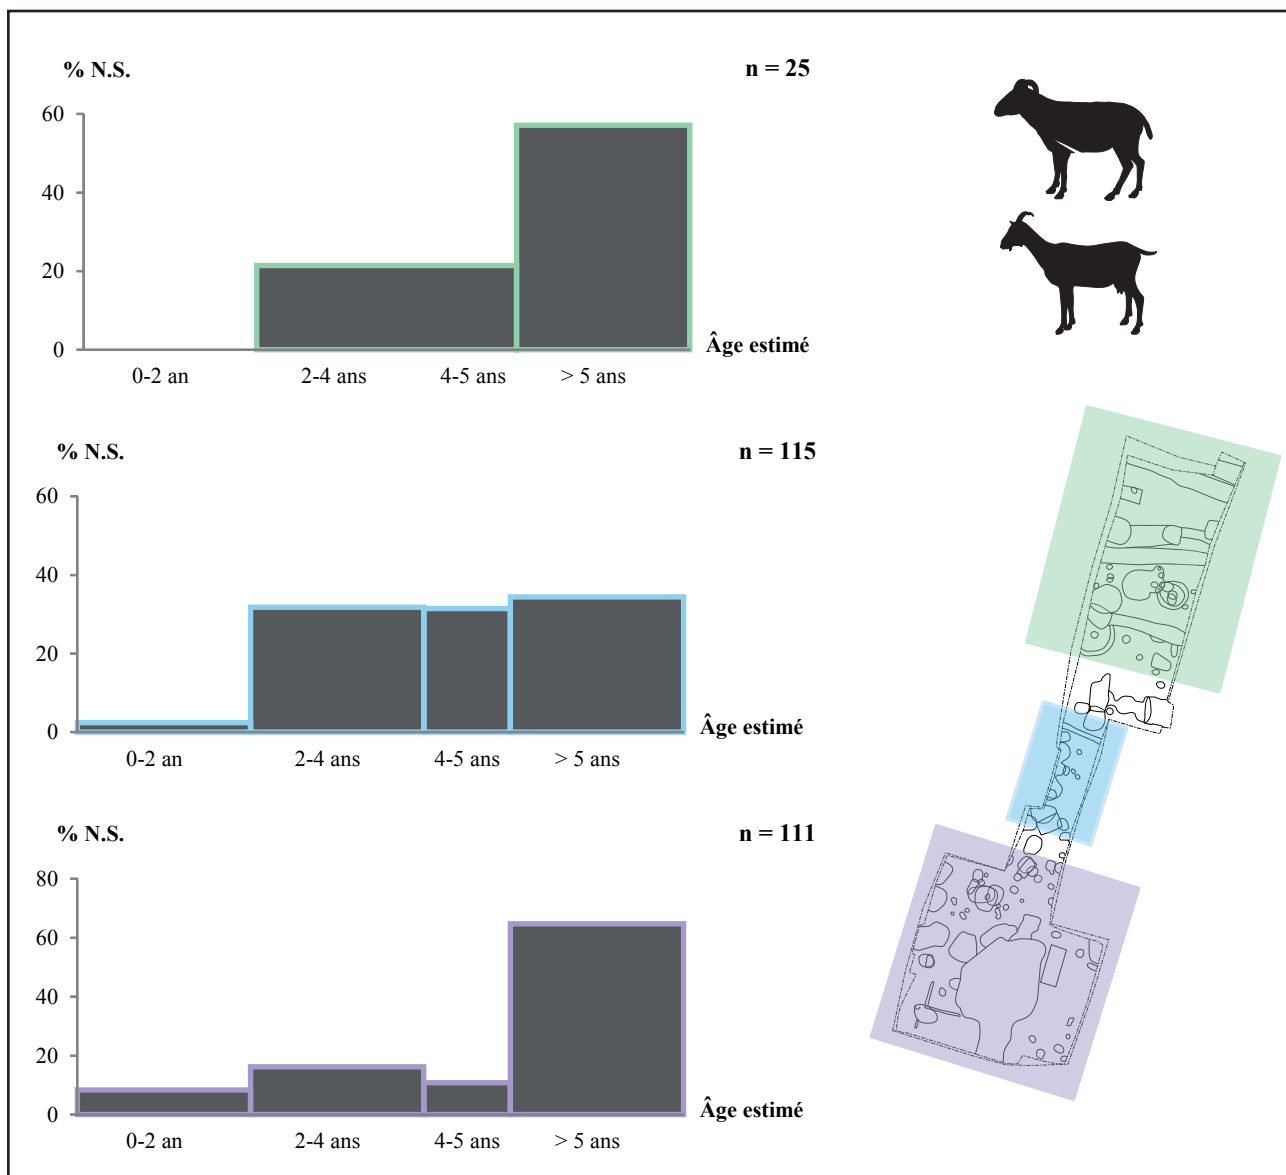 % N.S.
n = 25
60
40
20
0
Âge estimé
0-2 an 2-4 ans 4-5 ans > 5 ans
% N.S.
n = 115
60
40
20
0
Âge estimé
0-2 an 2-4 ans 4-5 ans > 5 ans
% N.S.
n = 111
80
60
40
20
0
Âge estimé
0-2 an 2-4 ans 4-5 ans > 5 ans